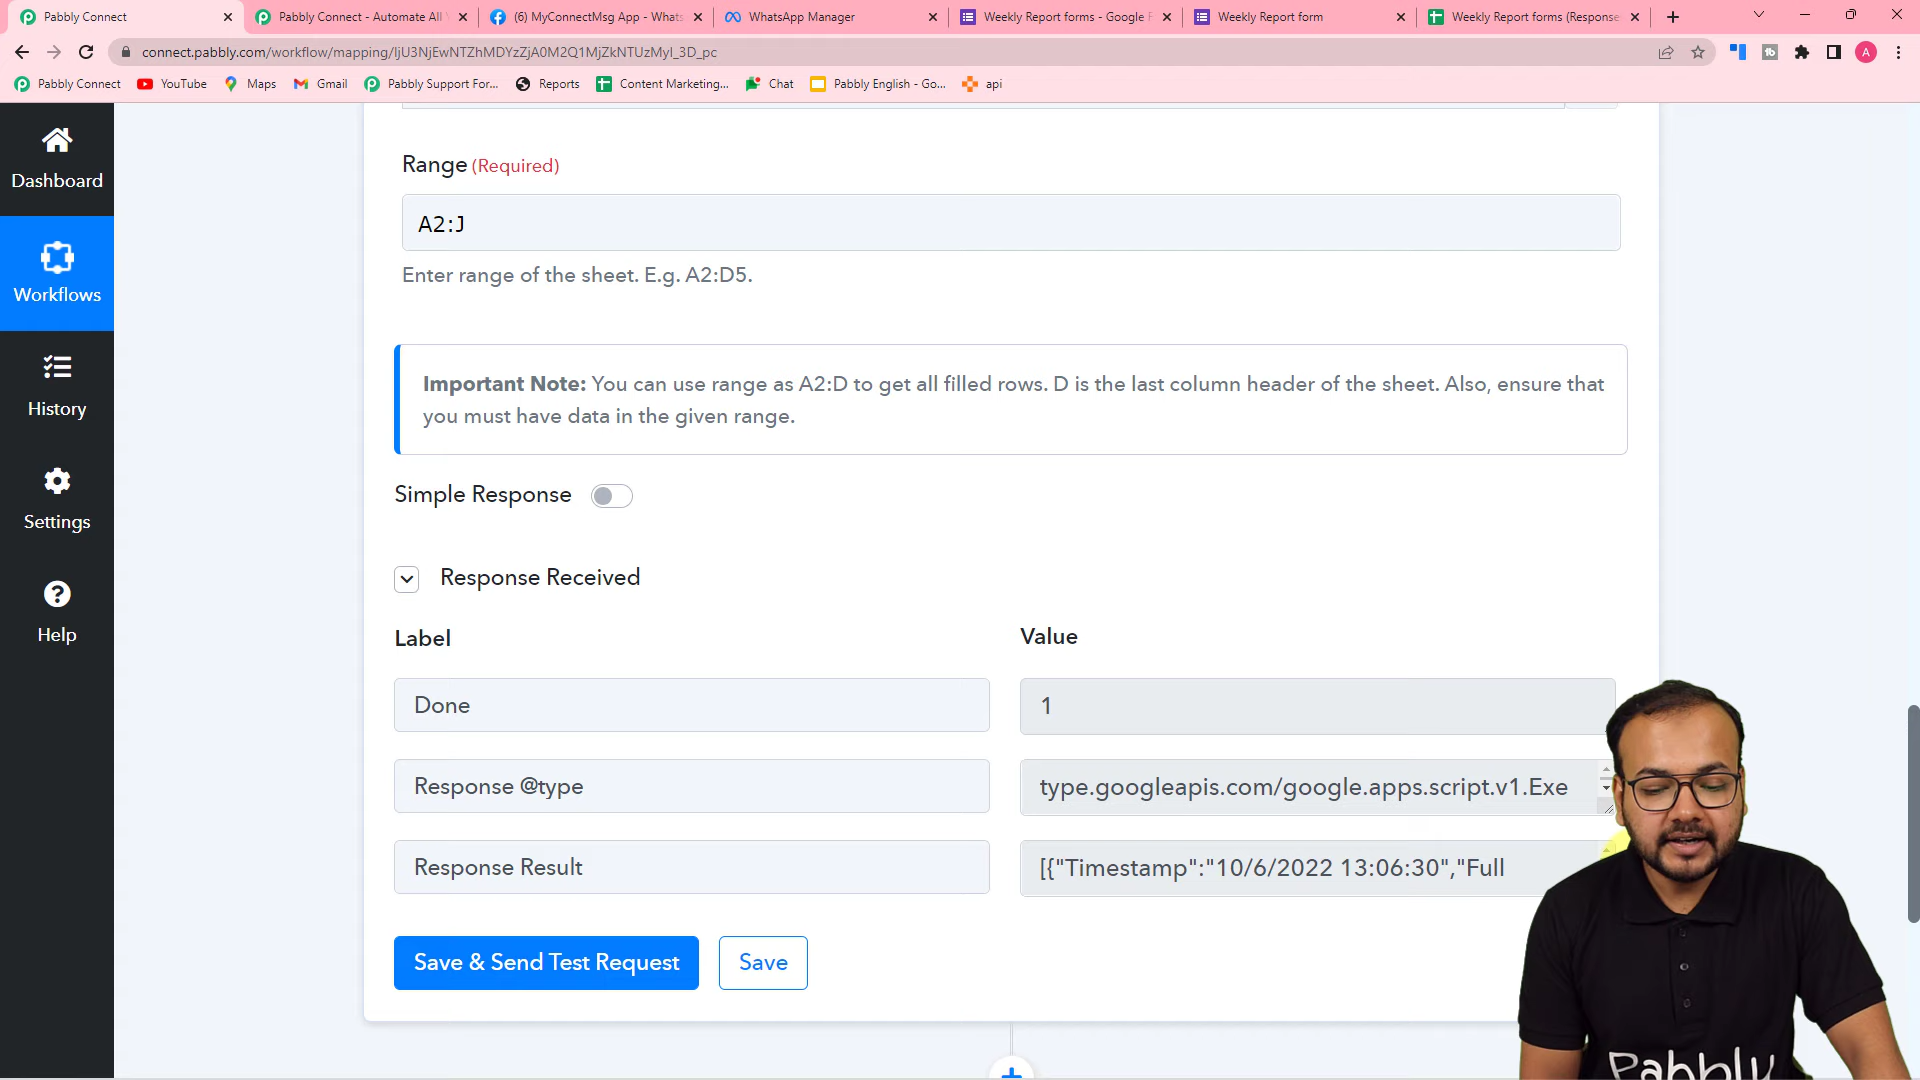 Pabbly Connect
Pabbly Connect - Automate All
(6) MyConnectMsg App - Whats
WhatsApp Manager
Weekly Report forms - Google F
Weekly Report form
Weekly Report forms (Response
connect.pabbly.com/workflow/mapping/IjU3NjEwNTZhMDYzZjA0M2Q1MjZkNTUzMyI_3D_pc
A
Pabbly Connect
YouTube
Maps
Gmail
Pabbly Support For...
Reports
Content Marketing...
Chat
Pabbly English - Go...
api
Dashboard
Workflows
History
Settings
Help
Range (Required)
A2:J
Enter range of the sheet. E.g. A2:D5.
Important Note: You can use range as A2:D to get all filled rows. D is the last column header of the sheet. Also, ensure that
you must have data in the given range.
Simple Response
Response Received
Label
Value
Done
1
Response @type
type.googleapis.com/google.apps.script.v1.Exe
Response Result
[{"Timestamp":"10/6/2022 13:06:30","Full
Save & Send Test Request
Save
Pabbly